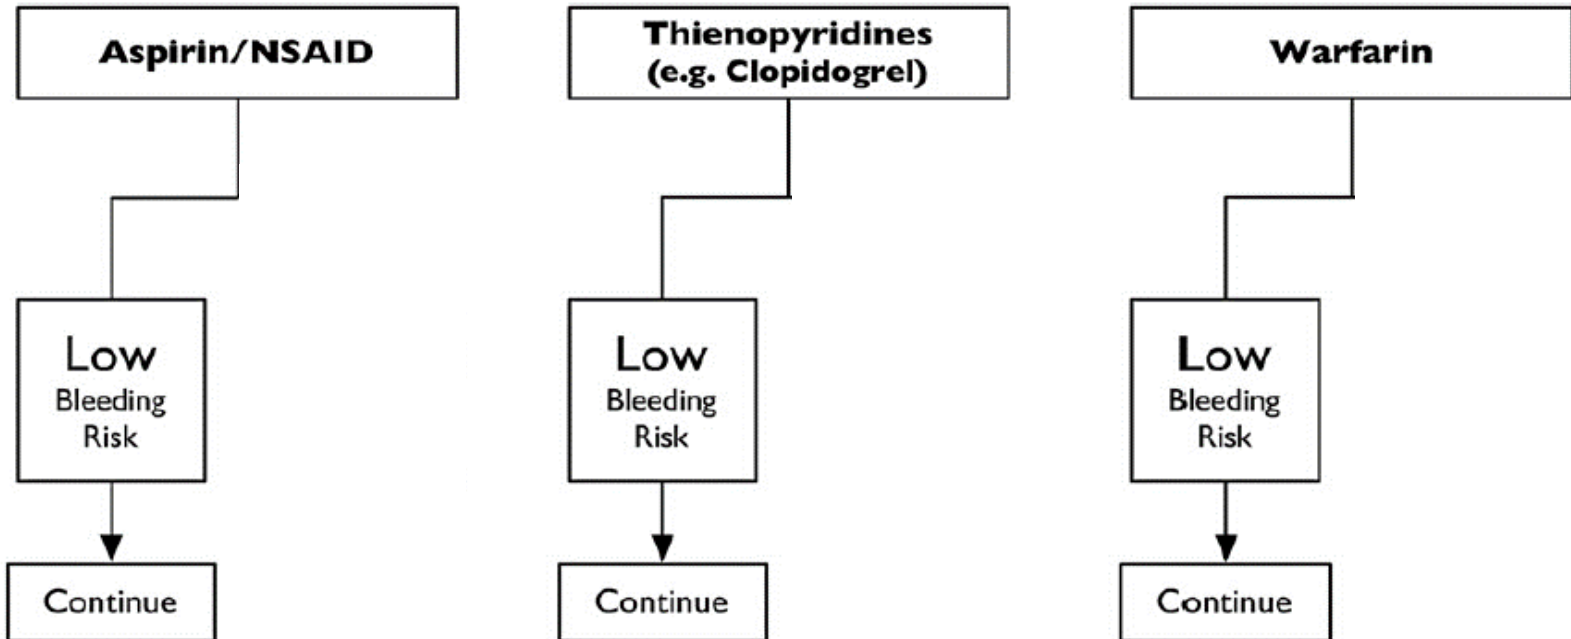 Aspirin/NSAID
Thienopyridines
(e.g. Clopidogrel)
Warfarin
Low
Bleeding
Risk
Low
Bleeding
Risk
Low
Bleeding
Risk
Continue
Continue
Continue